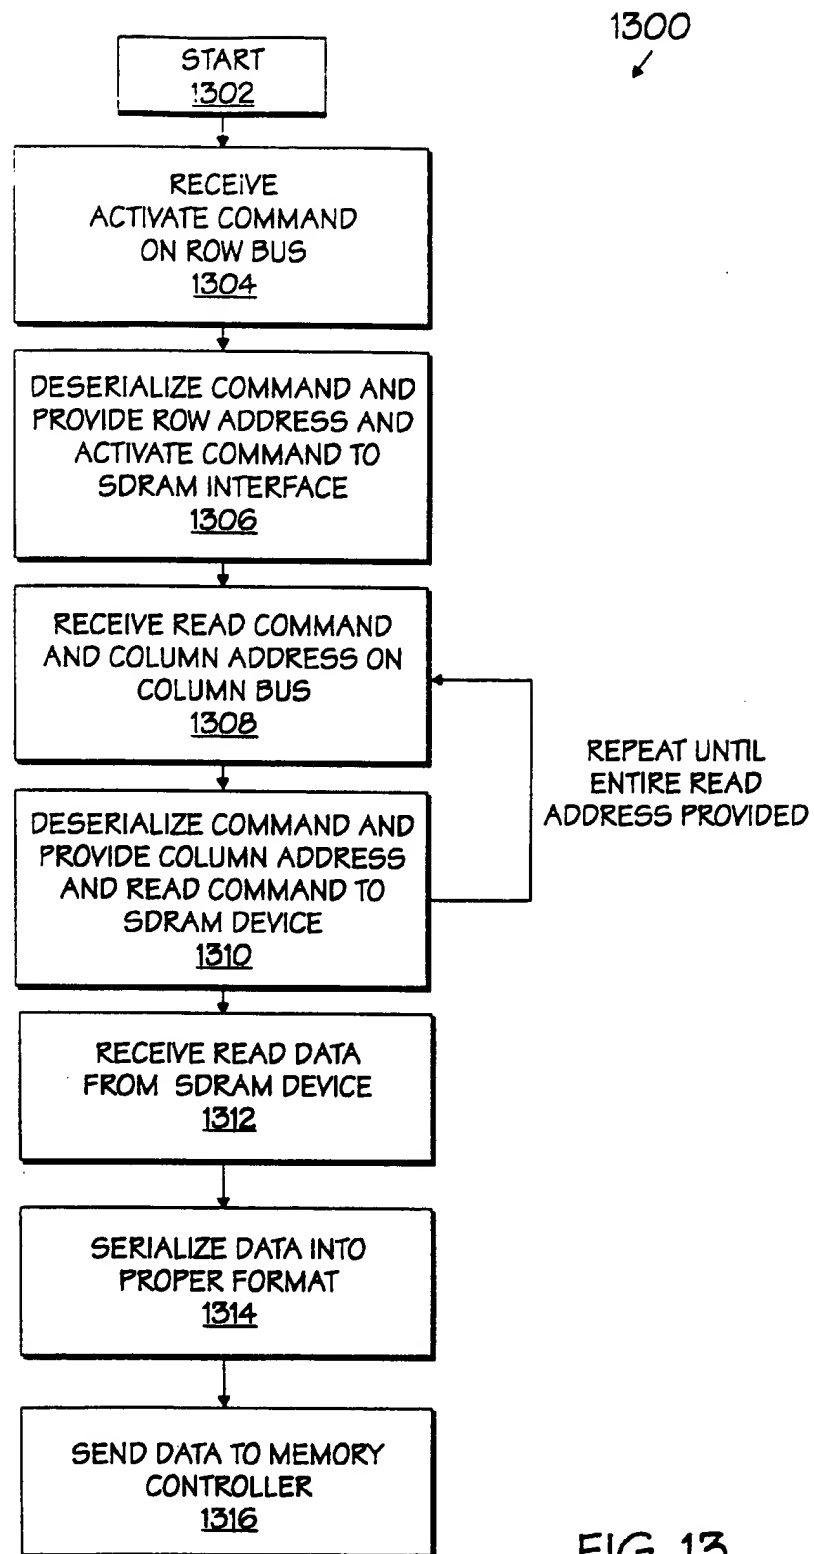 1300
START
1302
RECEIVE
ACTIVATE COMMAND
ON ROW BUS
1304
DESERIALIZE COMMAND AND
PROVIDE ROW ADDRESS AND
ACTIVATE COMMAND TO
SDRAM INTERFACE
1306
RECEIVE READ COMMAND
AND COLUMN ADDRESS ON
COLUMN BUS
1308
REPEAT UNTIL
ENTIRE READ
ADDRESS PROVIDED
DESERIALIZE COMMAND AND
PROVIDE COLUMN ADDRESS
AND READ COMMAND TO
SDRAM DEVICE
1310
RECEIVE READ DATA
FROM SDRAM DEVICE
1312
SERIALIZE DATA INTO
PROPER FORMAT
1314
SEND DATA TO MEMORY
CONTROLLER
1316
FIG. 13